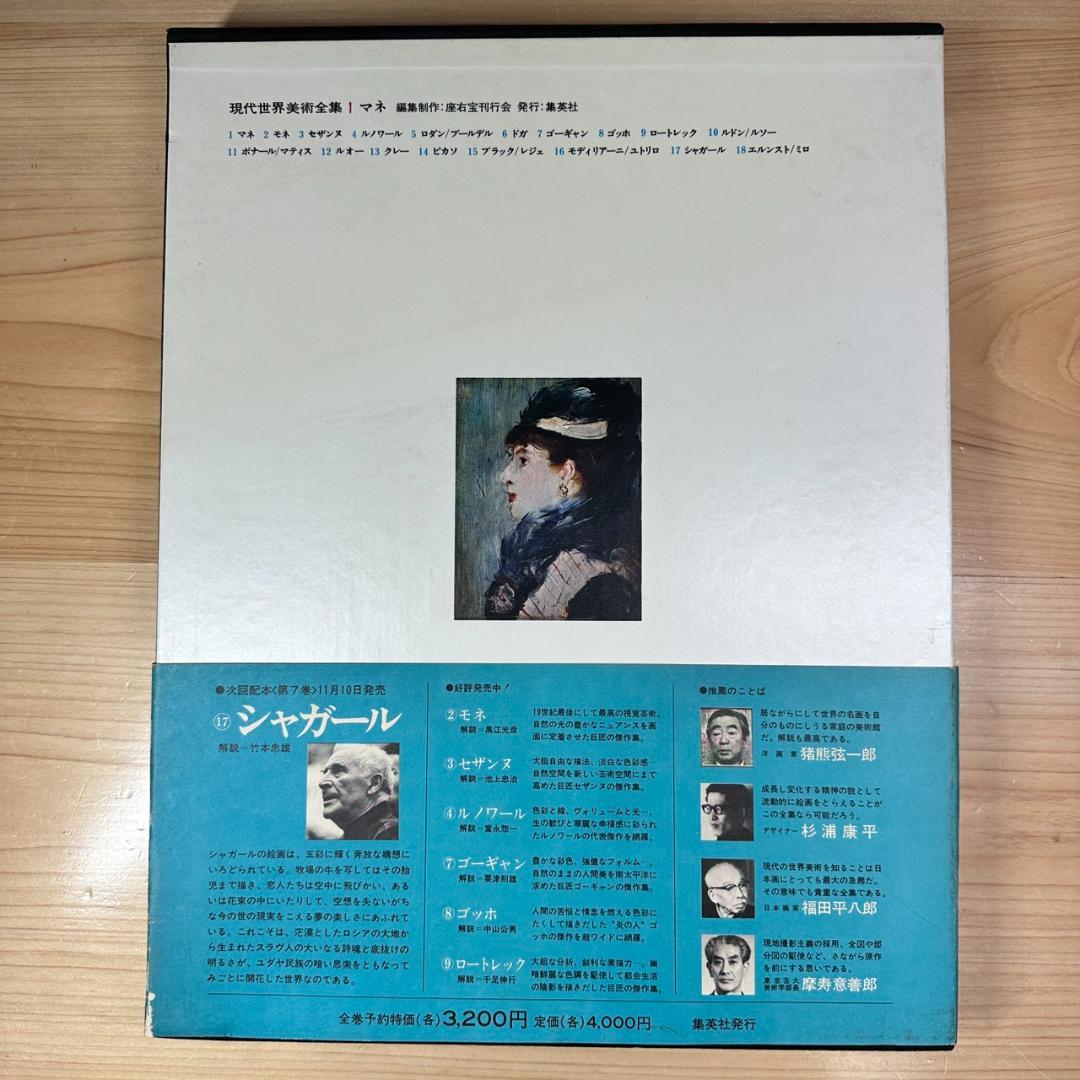 現代世界美術全集1 マネ 編集制作:座右宝刊行会 発行:集英社
1 マネ 2 モネ 3 セザンヌ 4 ルノワール 5 ロダン/ブールデル 6 ドガ 7 ゴーギャン 8 ゴッホ 9 ロートレック 10 ルドン/ルソー
11 ボナール/マティス 12 ルオー 13 クレー 14 ピカソ 15 ブラック/レジェ 16 モディリアーニ/ユトリロ 17 シャガール 18 エルンスト/ミロ
●次回配本〈第7巻〉11月10日発売
⑰シャガール
解説=竹本忠雄
シャガールの絵画は、五彩に輝く奔放な構想に
いろどられている。牧場の牛を写してはその胎
児まで描き、恋人たちは空中に飛びかい、ある
いは花束の中にいたりして、空想を失ないがち
な今の世の現実をこえる夢の楽しさにあふれて
いる。これこそは、茫漠としたロシアの大地か
ら生まれたスラヴ人の大いなる詩魂と底抜けの
明るさが、ユダヤ民族の暗い思索をともなって
みごとに開花した世界なのである。
●好評発売中!
②モネ
解説=黒江光彦
19世紀最後にして最高の視覚芸術。
自然の光の豊かなニュアンスを画
面に定着させた巨匠の傑作集。
③セザンヌ
解説=池上忠治
大胆自由な描法、淡白な色彩感…
自然空間を新しい芸術空間にまで
高めた巨匠セザンヌの傑作集。
④ルノワール
解説=富永惣一
色彩と線、ヴォリュームと光…。
生の歓びと華麗な幸福感に彩られ
たルノワールの代表傑作を網羅。
⑦ゴーギャン
解説=粟津則雄
豊かな彩色、強健なフォルム…。
自然のままの人間美を南太平洋に
求めた巨匠ゴーギャンの傑作集。
⑧ゴッホ
解説=中山公男
人間の苦悩と情念を燃える色彩に
たくして描きだした“炎の人”ゴ
ッホの傑作を超ワイドに網羅。
⑨ロートレック
解説=千足伸行
大胆な分析、鋭利な素描力…。幽
暗鮮麗な色調を駆使して都会生活
の陰影を描きだした巨匠の傑作集。
●推薦のことば
居ながらにして世界の名画を自
分のものにしうる家庭の美術館
だ。解説も最高である。
洋画家 猪熊弦一郎
成長し変化する精神の貌として
流動的に絵画をとらえることが
この全集なら可能だろう。
デザイナー 杉浦康平
現代の世界美術を知ることは日
本画にとっても最大の急務だ。
その意味でも貴重な全集である。
日本画家 福田平八郎
現地撮影主義の採用、全図や部
分図の駆使など、さながら原作
を前にする思いである。
東京芸大
美術学部長 摩寿意善郎
全巻予約特価(各)3,200円 定価(各)4,000円
集英社発行